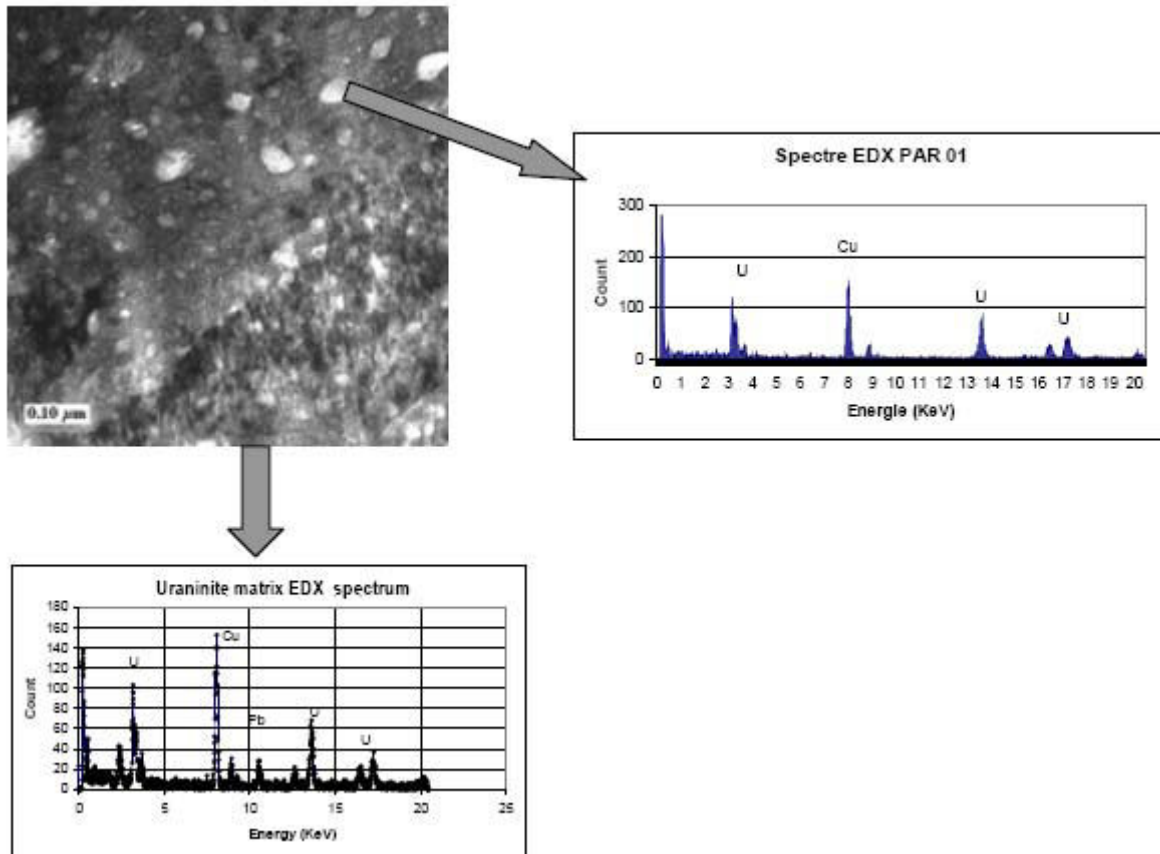 0.10 µm
Spectre EDX PAR 01
300
200
100
0
Count
U
Cu
U
U
0 1 2 3 4 5 6 7 8 9 10 11 12 13 14 15 16 17 18 19 20
Energie (KeV)
Uraninite matrix EDX spectrum
180
160
140
120
100
80
60
40
20
0
Count
U
Cu
Pb
U
U
0 5 10 15 20 25
Energy (KeV)